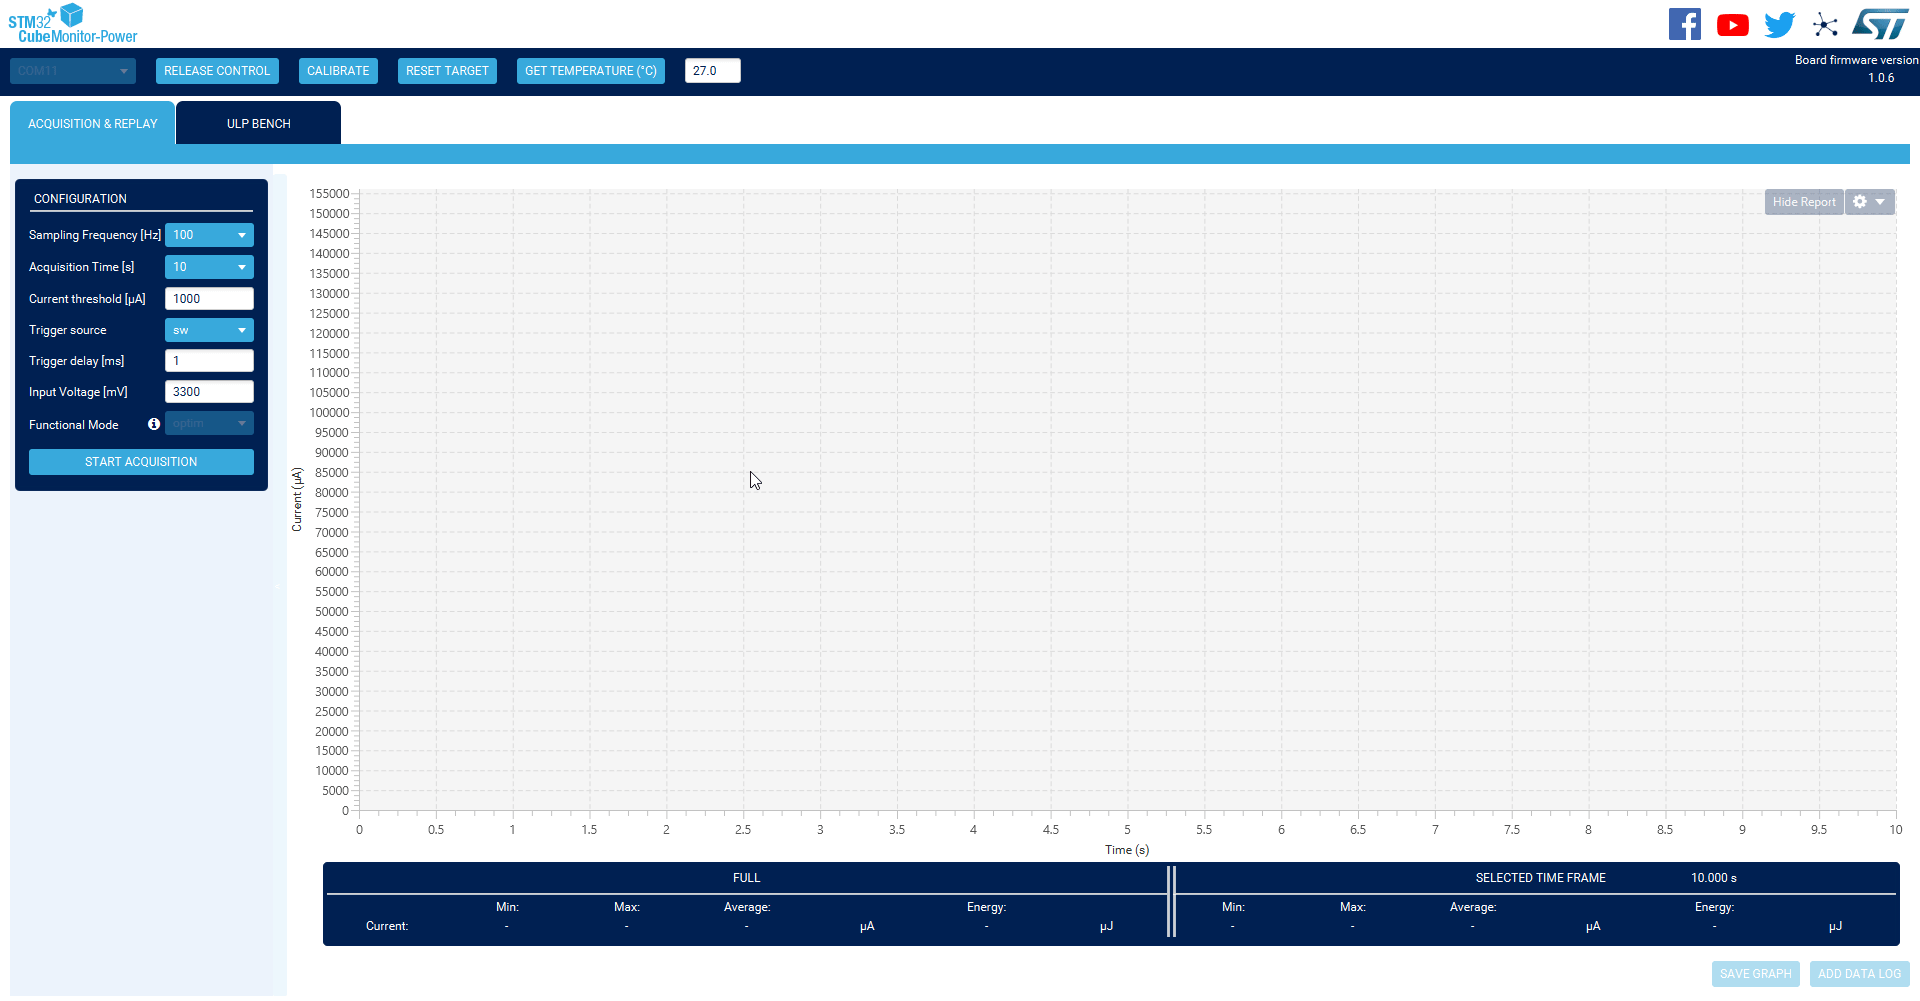 STM32
CubeMonitor-Power
COM11
RELEASE CONTROL
CALIBRATE
RESET TARGET
GET TEMPERATURE (°C)
27.0
Board firmware version
1.0.6
ACQUISITION & REPLAY
ULP BENCH
CONFIGURATION
Sampling Frequency [Hz] 100
Acquisition Time [s] 10
Current threshold [µA] 1000
Trigger source sw
Trigger delay [ms] 1
Input Voltage [mV] 3300
Functional Mode optim
START ACQUISITION
Hide Report
155000
150000
145000
140000
135000
130000
125000
120000
115000
110000
105000
100000
95000
90000
85000
80000
75000
70000
65000
60000
55000
50000
45000
40000
35000
30000
25000
20000
15000
10000
5000
0
Current (µA)
0 0.5 1 1.5 2 2.5 3 3.5 4 4.5 5 5.5 6 6.5 7 7.5 8 8.5 9 9.5 10
Time (s)
FULL
Min: Max: Average: Energy:
Current: - - - µA - µJ
SELECTED TIME FRAME 10.000 s
Min: Max: Average: Energy:
- - - µA - µJ
SAVE GRAPH
ADD DATA LOG